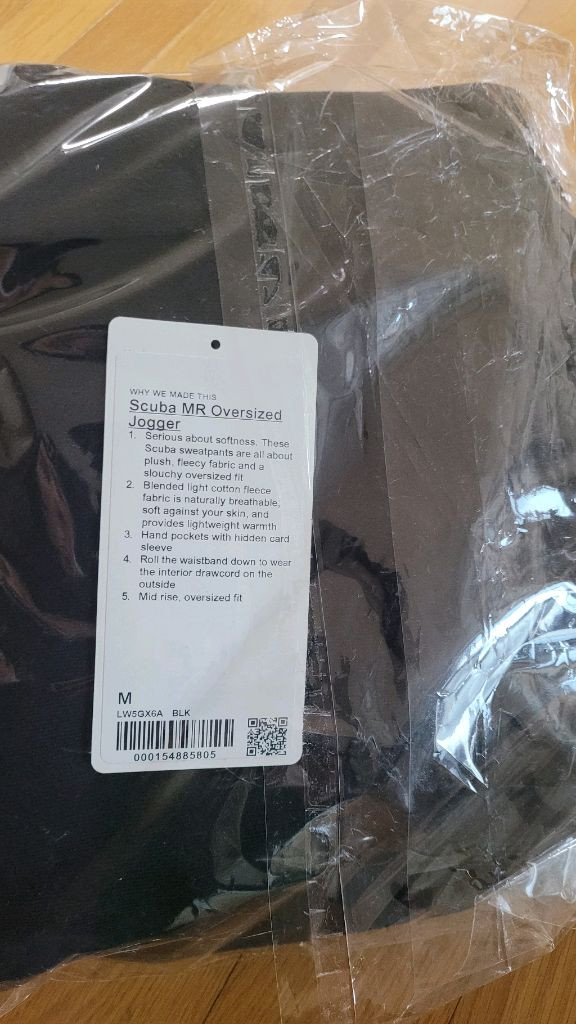 WHY WE MADE THIS
Scuba MR Oversized
Jogger
1. Serious about softness. These
Scuba sweatpants are all about
plush, fleecy fabric and a
slouchy oversized fit
2. Blended light cotton fleece
fabric is naturally breathable,
soft against your skin, and
provides lightweight warmth
3. Hand pockets with hidden card
sleeve
4. Roll the waistband down to wear
the interior drawcord on the
outside
5. Mid rise, oversized fit
M
LW5GX6A BLK
000154885805